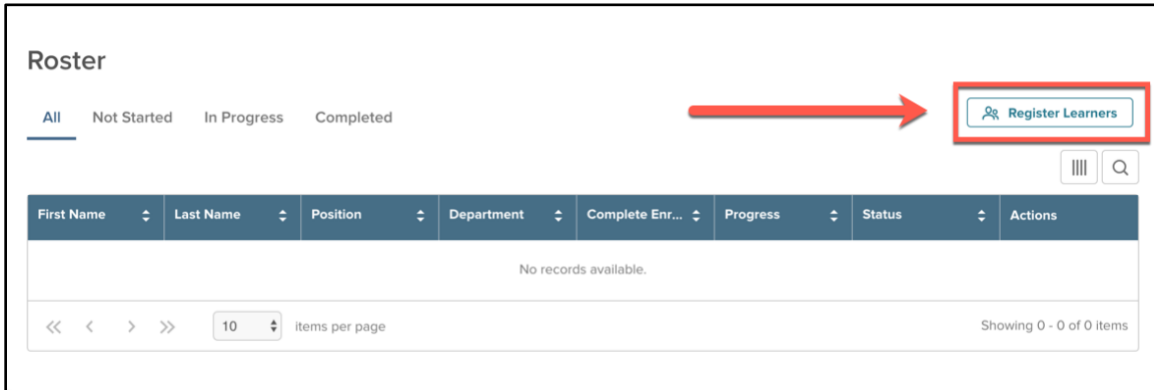 Roster
All Not Started In Progress Completed
Register Learners
First Name Last Name Position Department Complete Enr... Progress Status Actions
No records available.
10 items per page Showing 0 - 0 of 0 items